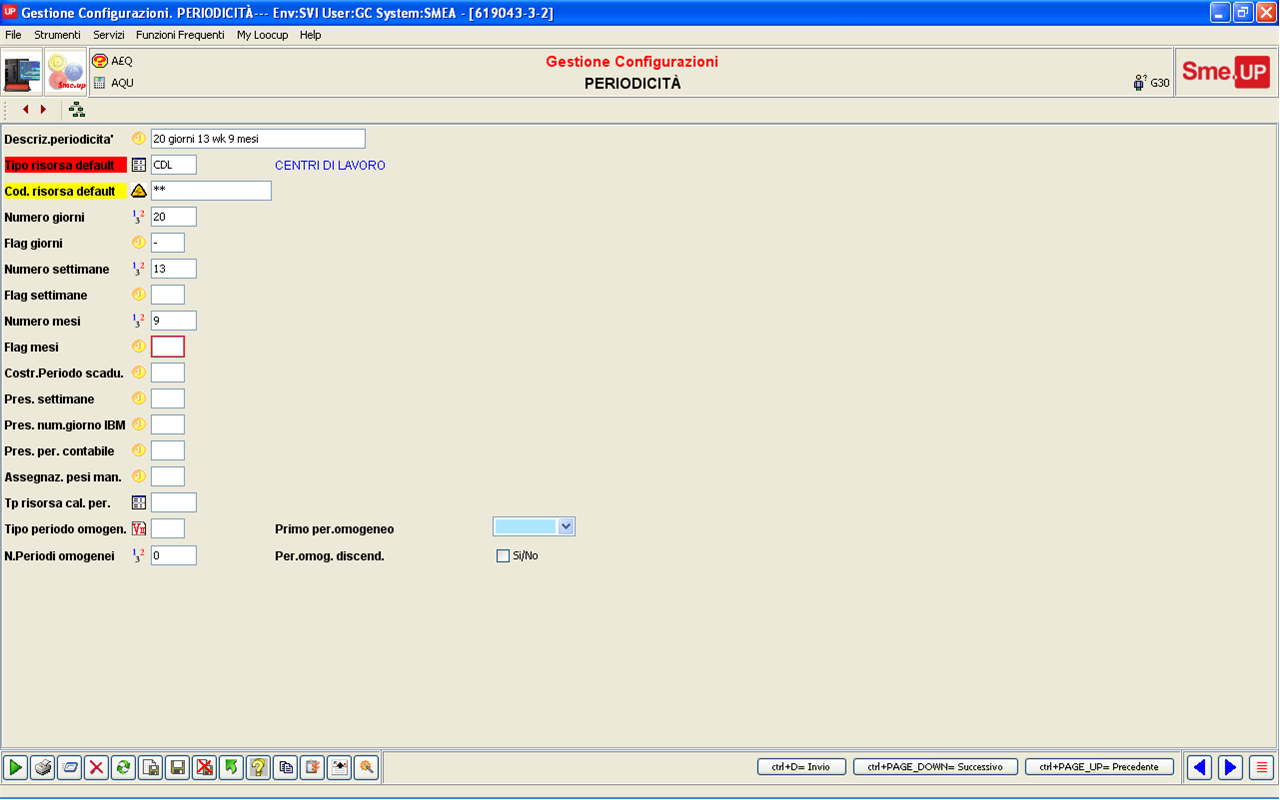 UP Gestione Configurazioni. PERIODICITÀ--- Env:SVI User:GC System:SMEA - [619043-3-2]
File Strumenti Servizi Funzioni Frequenti My Loocup Help
Sme.up A£Q
AQU
Gestione Configurazioni
PERIODICITÀ
G30
Sme.UP
Descriz.periodicita' 20 giorni 13 wk 9 mesi
Tipo risorsa default CDL CENTRI DI LAVORO
Cod. risorsa default **
Numero giorni 20
Flag giorni -
Numero settimane 13
Flag settimane
Numero mesi 9
Flag mesi
Costr.Periodo scadu.
Pres. settimane
Pres. num.giorno IBM
Pres. per. contabile
Assegnaz. pesi man.
Tp risorsa cal. per.
Tipo periodo omogen. Primo per.omogeneo
N.Periodi omogenei 0 Per.omog. discend. Si/No
ctrl+D= Invio ctrl+PAGE_DOWN= Successivo ctrl+PAGE_UP= Precedente